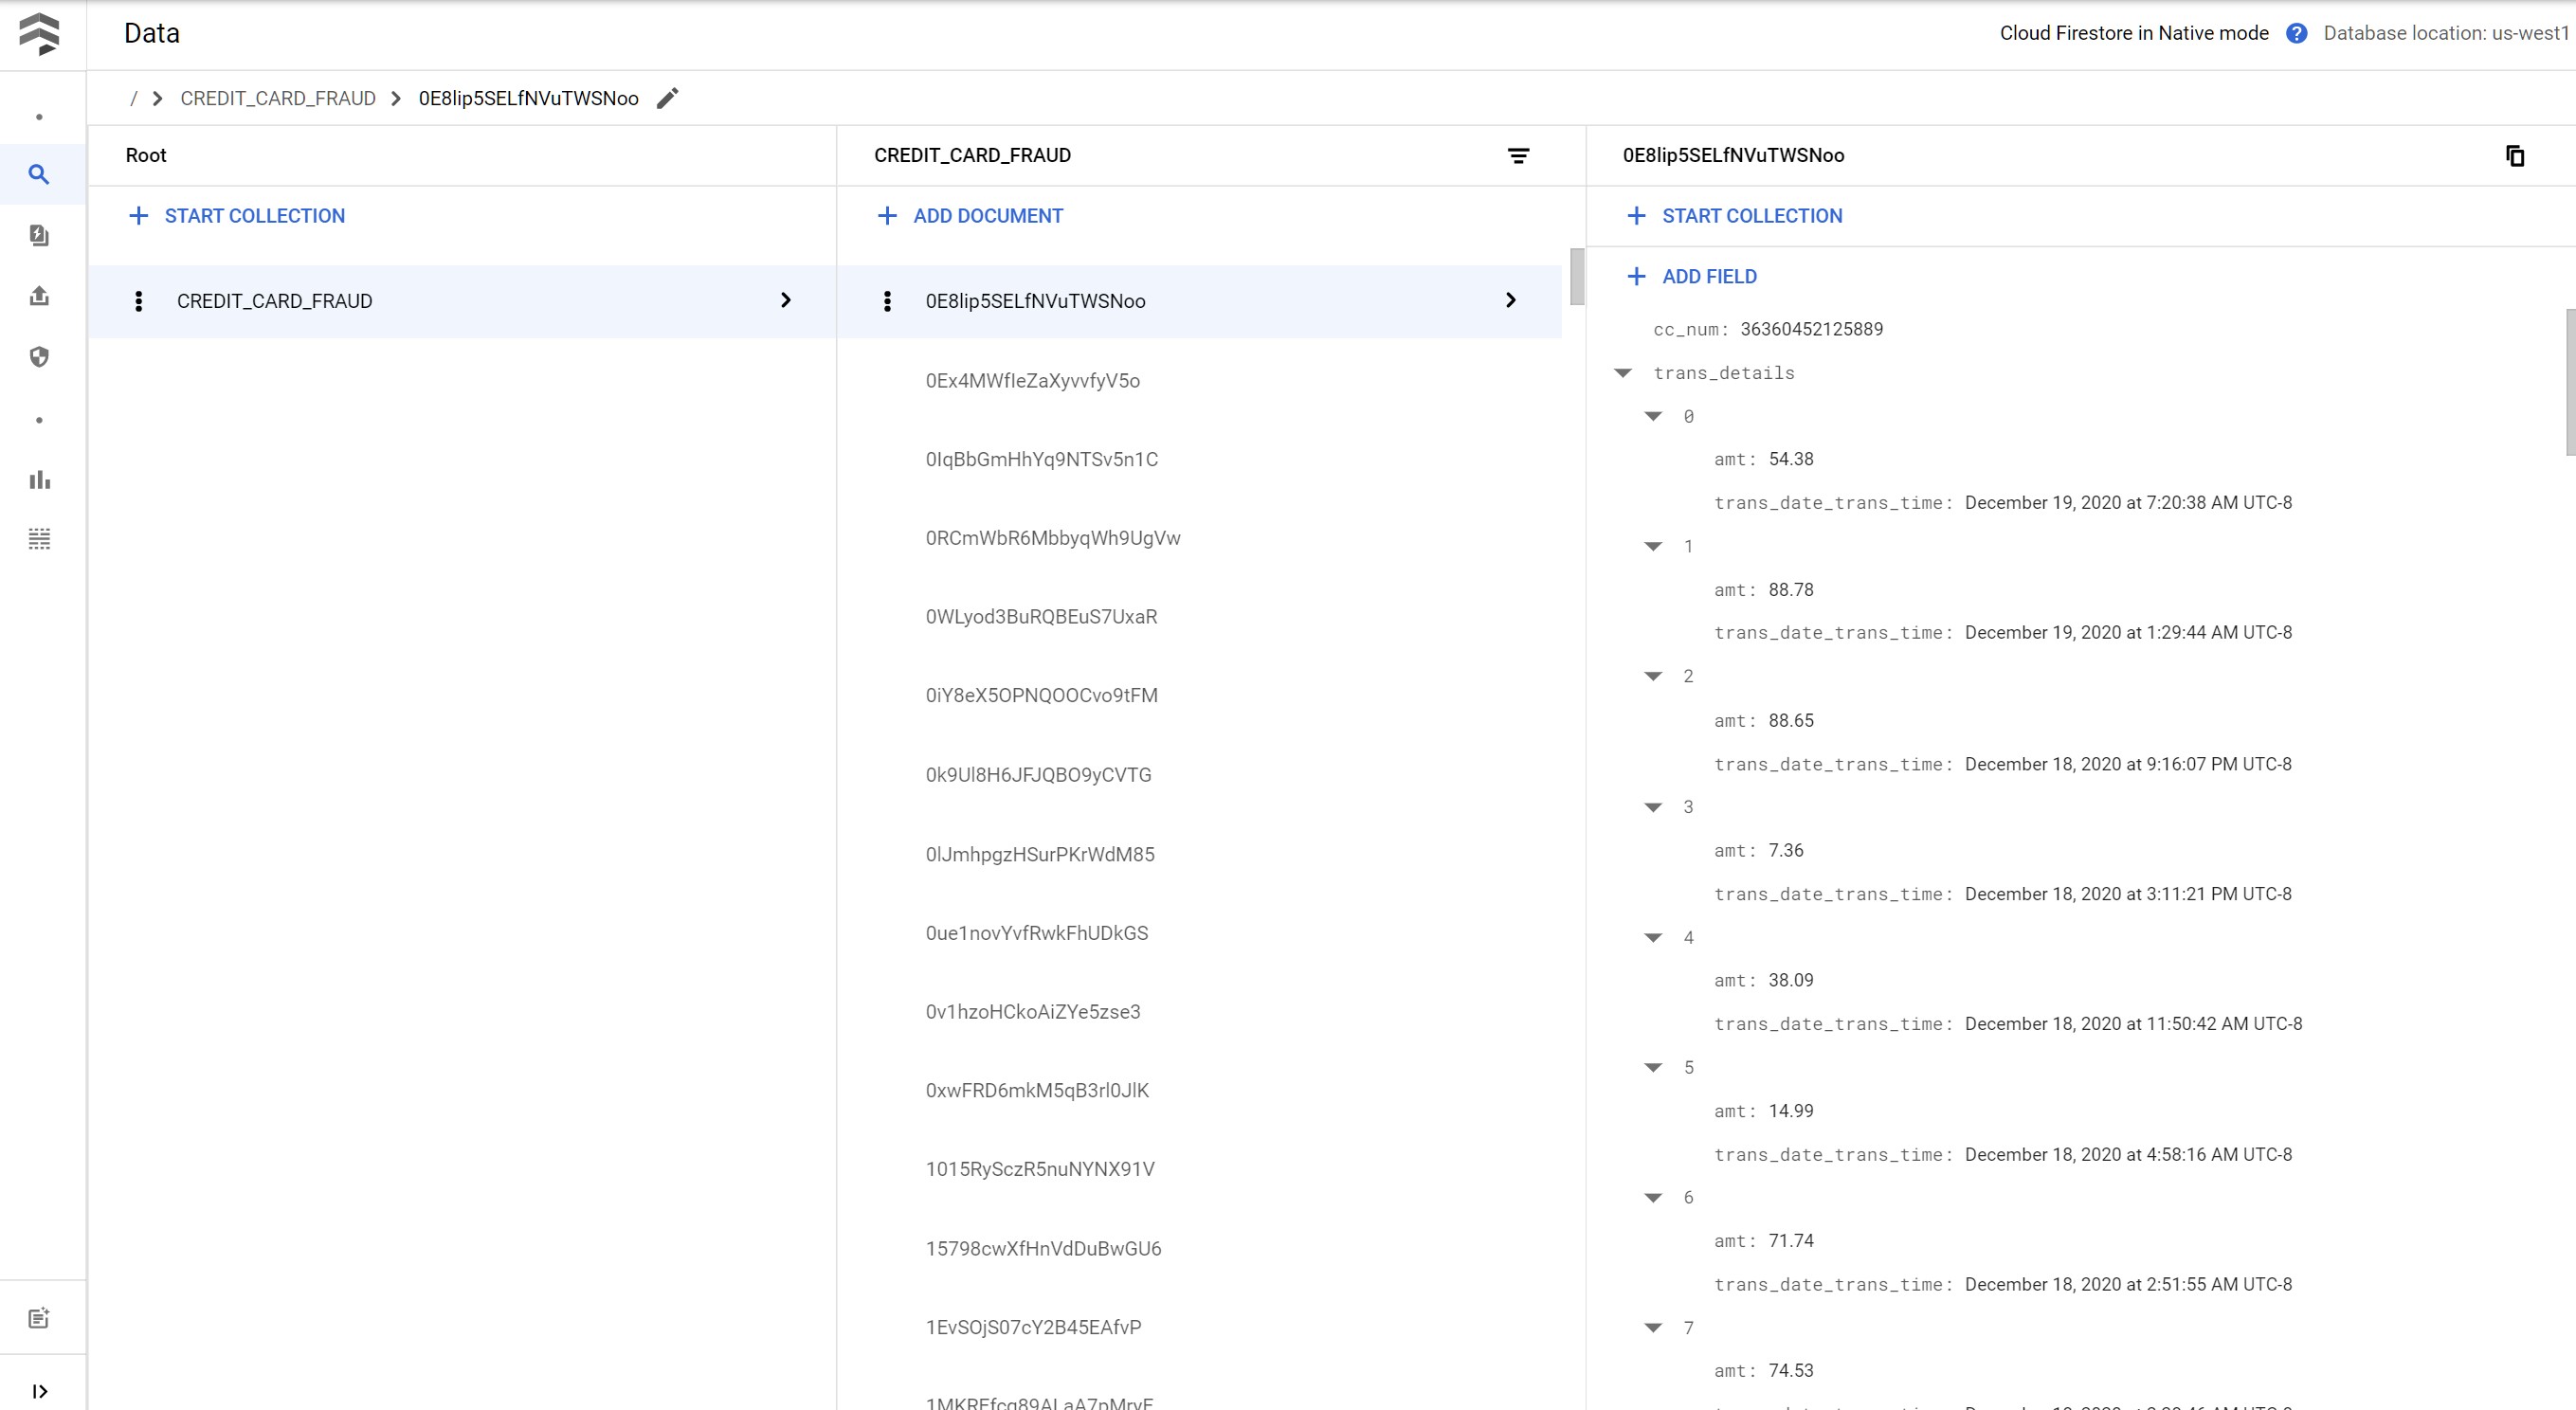 Data
Cloud Firestore in Native mode Database location: us-west1
/ CREDIT_CARD_FRAUD 0E8lip5SELfNVuTWSNoo
Root
START COLLECTION
CREDIT_CARD_FRAUD
CREDIT_CARD_FRAUD
ADD DOCUMENT
0E8lip5SELfNVuTWSNoo
0Ex4MWfleZaXyvvfyV5o
0IqBbGmHhYq9NTSv5n1C
0RCmWbR6MbbyqWh9UgVw
0WLyod3BuRQBEuS7UxaR
0iY8eX5OPNQOOCvo9tFM
0k9Ul8H6JFJQBO9yCVTG
0lJmhpgzHSurPKrWdM85
0ue1novYvfRwkFhUDkGS
0v1hzoHCkoAiZYe5zse3
0xwFRD6mkM5qB3rl0JlK
1015RySczR5nuNYNX91V
15798cwXfHnVdDuBwGU6
1EvSOjS07cY2B45EAfvP
0E8lip5SELfNVuTWSNoo
START COLLECTION
ADD FIELD
cc_num: 36360452125889
trans_details
0
amt: 54.38
trans_date_trans_time: December 19, 2020 at 7:20:38 AM UTC-8
1
amt: 88.78
trans_date_trans_time: December 19, 2020 at 1:29:44 AM UTC-8
2
amt: 88.65
trans_date_trans_time: December 18, 2020 at 9:16:07 PM UTC-8
3
amt: 7.36
trans_date_trans_time: December 18, 2020 at 3:11:21 PM UTC-8
4
amt: 38.09
trans_date_trans_time: December 18, 2020 at 11:50:42 AM UTC-8
5
amt: 14.99
trans_date_trans_time: December 18, 2020 at 4:58:16 AM UTC-8
6
amt: 71.74
trans_date_trans_time: December 18, 2020 at 2:51:55 AM UTC-8
7
amt: 74.53